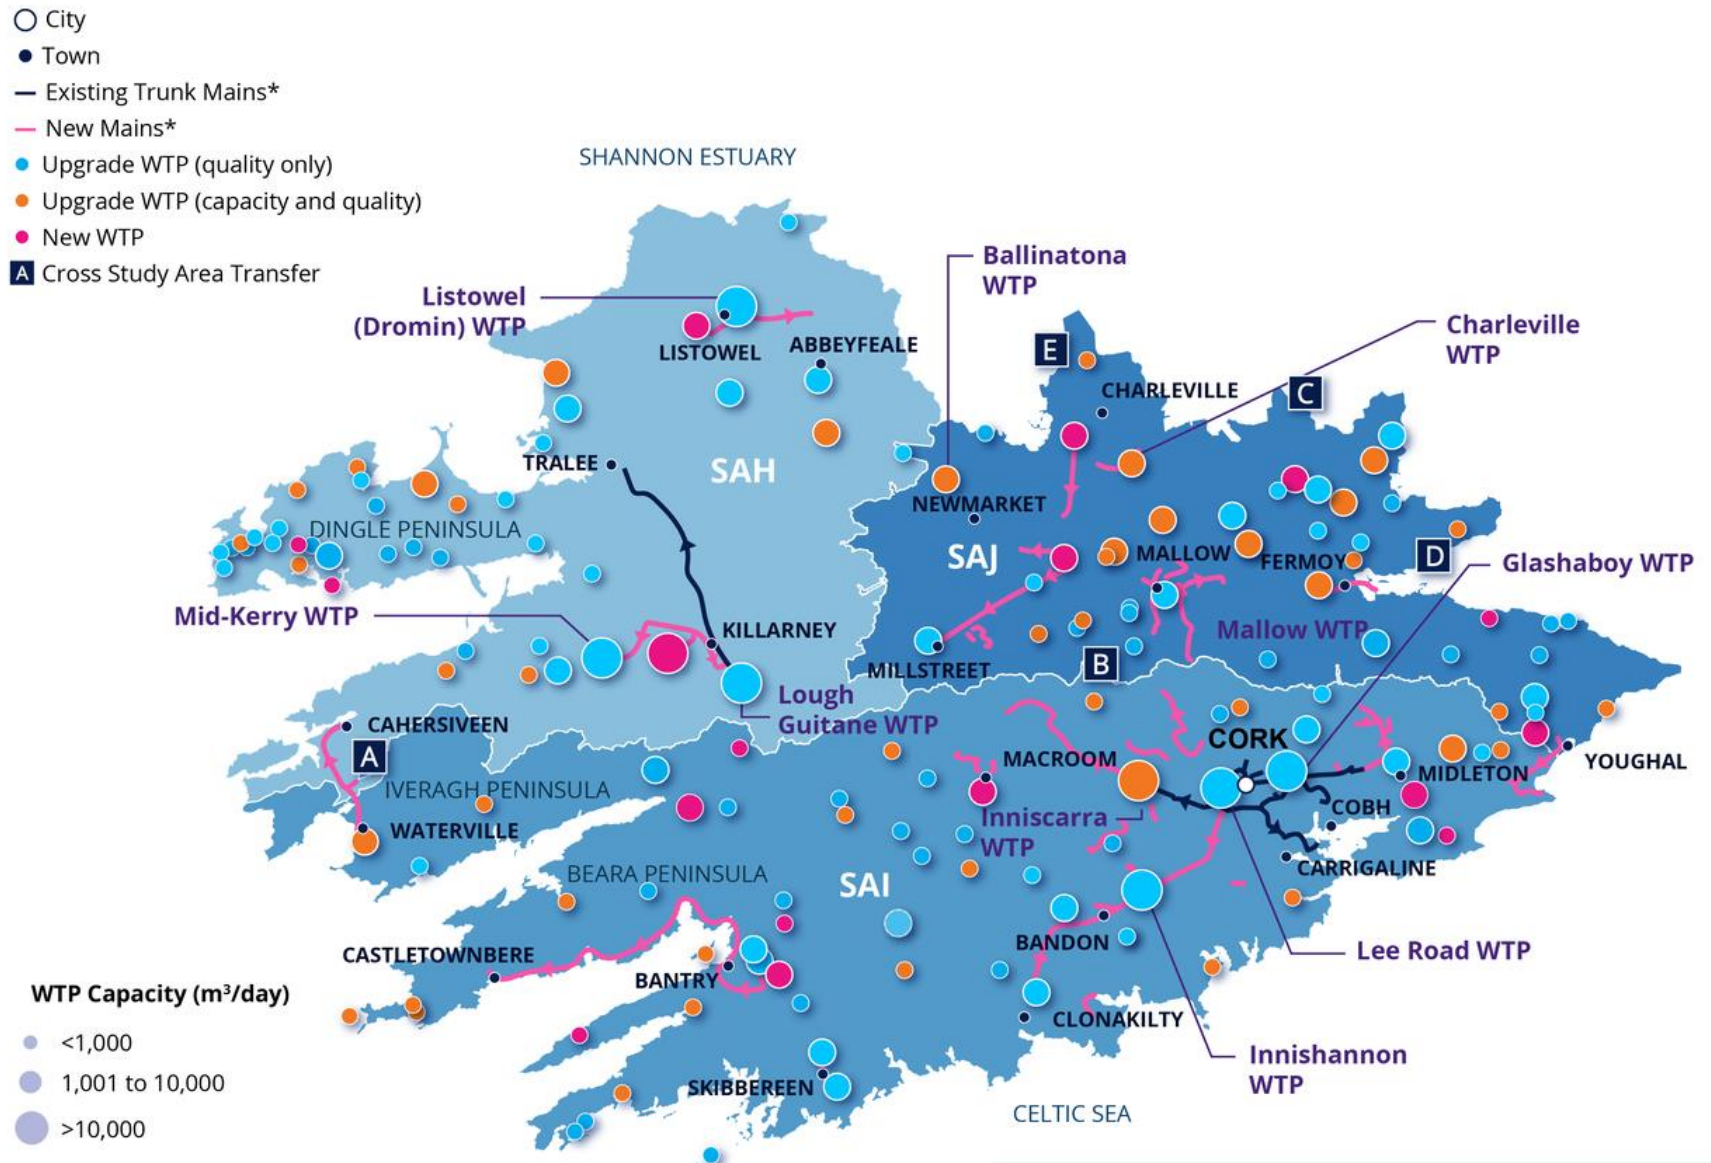 City
Town
Existing Trunk Mains*
New Mains*
Upgrade WTP (quality only)
Upgrade WTP (capacity and quality)
New WTP
A Cross Study Area Transfer
SHANNON ESTUARY
Ballinatona
WTP
Listowel
(Dromin) WTP
Charleville
WTP
LISTOWEL
ABBEYFEALE
E
CHARLEVILLE
C
TRALEE
SAH
NEWMARKET
DINGLE PENINSULA
SAJ
MALLOW
FERMOY
D
Glashaboy WTP
Mid-Kerry WTP
KILLARNEY
Mallow WTP
MILLSTREET
B
Lough
Guitane WTP
CAHERSIVEEN
A
CORK
MACROOM
MIDLETON
YOUGHAL
IVERAGH PENINSULA
WATERVILLE
Inniscarra
WTP
COBH
BEARA PENINSULA
SAI
CARRIGALINE
CASTLETOWNBERE
BANTRY
BANDON
Lee Road WTP
CLONAKILTY
Innishannon
WTP
SKIBBEREEN
CELTIC SEA
WTP Capacity (m³/day)
<1,000
1,001 to 10,000
>10,000